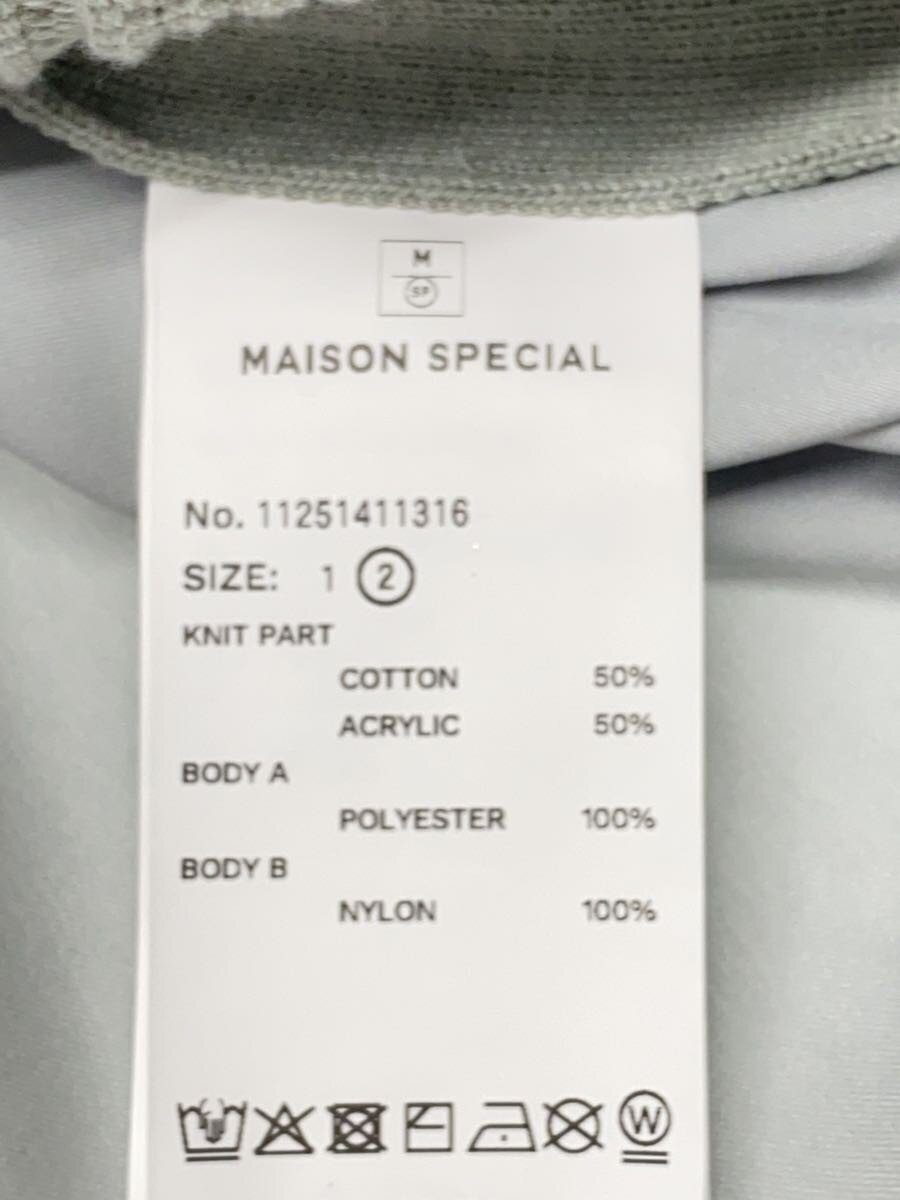 M
SP
MAISON SPECIAL
No. 11251411316
SIZE: 1 2
KNIT PART
COTTON 50%
ACRYLIC 50%
BODY A
POLYESTER 100%
BODY B
NYLON 100%
W